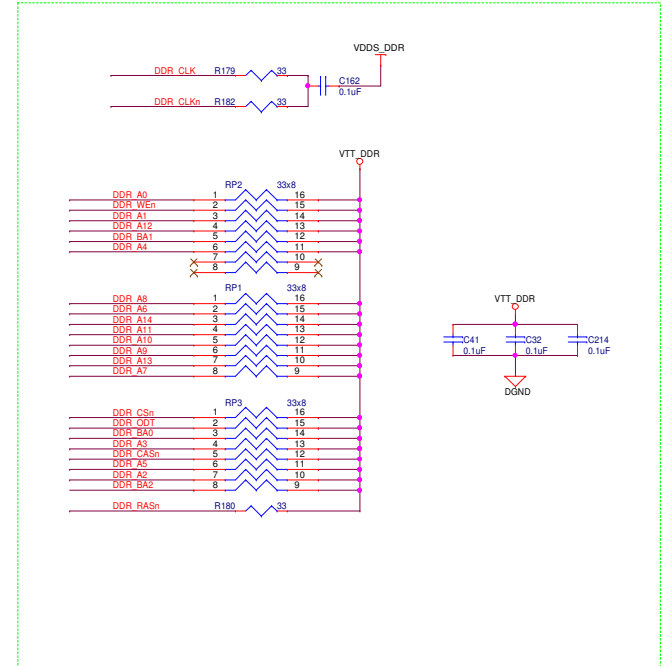 VDDS_DDR
DDR_CLK R179 33
C162
0.1uF
DDR_CLKn R182 33
VTT_DDR
RP2 33x8
DDR_A0 1 16
DDR_WEn 2 15
DDR_A1 3 14
DDR_A12 4 13
DDR_BA1 5 12
DDR_A4 6 11
7 10
8 9
RP1 33x8
DDR_A8 1 16
DDR_A6 2 15
DDR_A14 3 14
DDR_A11 4 13
DDR_A10 5 12
DDR_A9 6 11
DDR_A13 7 10
DDR_A7 8 9
VTT_DDR
C41 C32 C214
0.1uF 0.1uF 0.1uF
DGND
RP3 33x8
DDR_CSn 1 16
DDR_ODT 2 15
DDR_BA0 3 14
DDR_A3 4 13
DDR_CASn 5 12
DDR_A5 6 11
DDR_A2 7 10
DDR_BA2 8 9
DDR_RASn R180 33